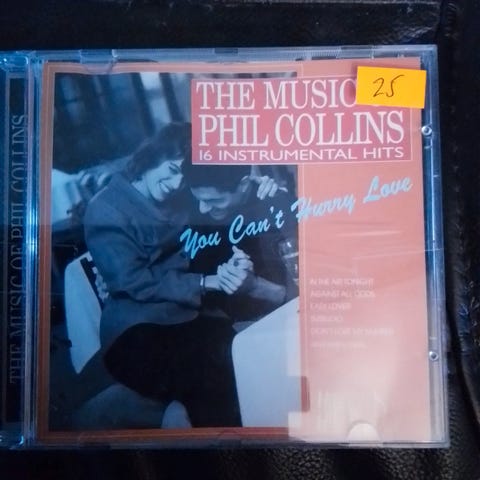 THE MUSIC OF PHIL COLLINS
THE MUSIC
25
PHIL COLLINS
16 INSTRUMENTAL HITS
You Can't Hurry Love
IN THE AIR TONIGHT
AGAINST ALL ODDS
EASY LOVER
SUSSUDIO
DON'T LOSE MY NUMBER